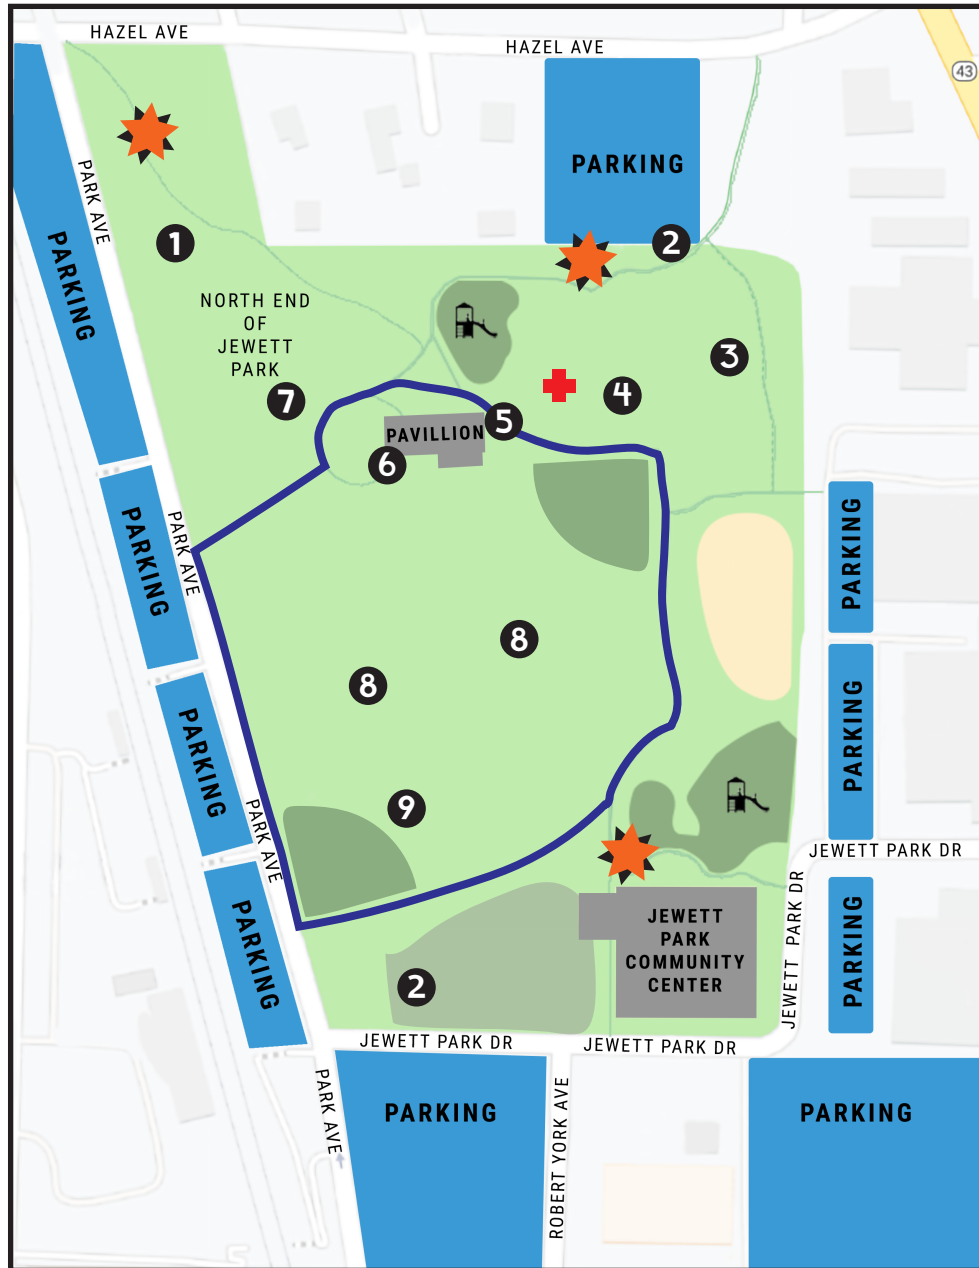 HAZEL AVE
HAZEL AVE
43
PARKING
PARK AVE
PARKING
1
2
NORTH END
OF
JEWETT
PARK
3
4
7
5
PAVILLION
6
PARKING
PARK AVE
PARKING
8
8
PARKING
PARKING
9
PARK AVE
JEWETT PARK DR
PARKING
JEWETT PARK DR
PARKING
JEWETT
PARK
COMMUNITY
CENTER
2
JEWETT PARK DR
JEWETT PARK DR
PARK AVE
ROBERT YORK AVE
PARKING
PARKING